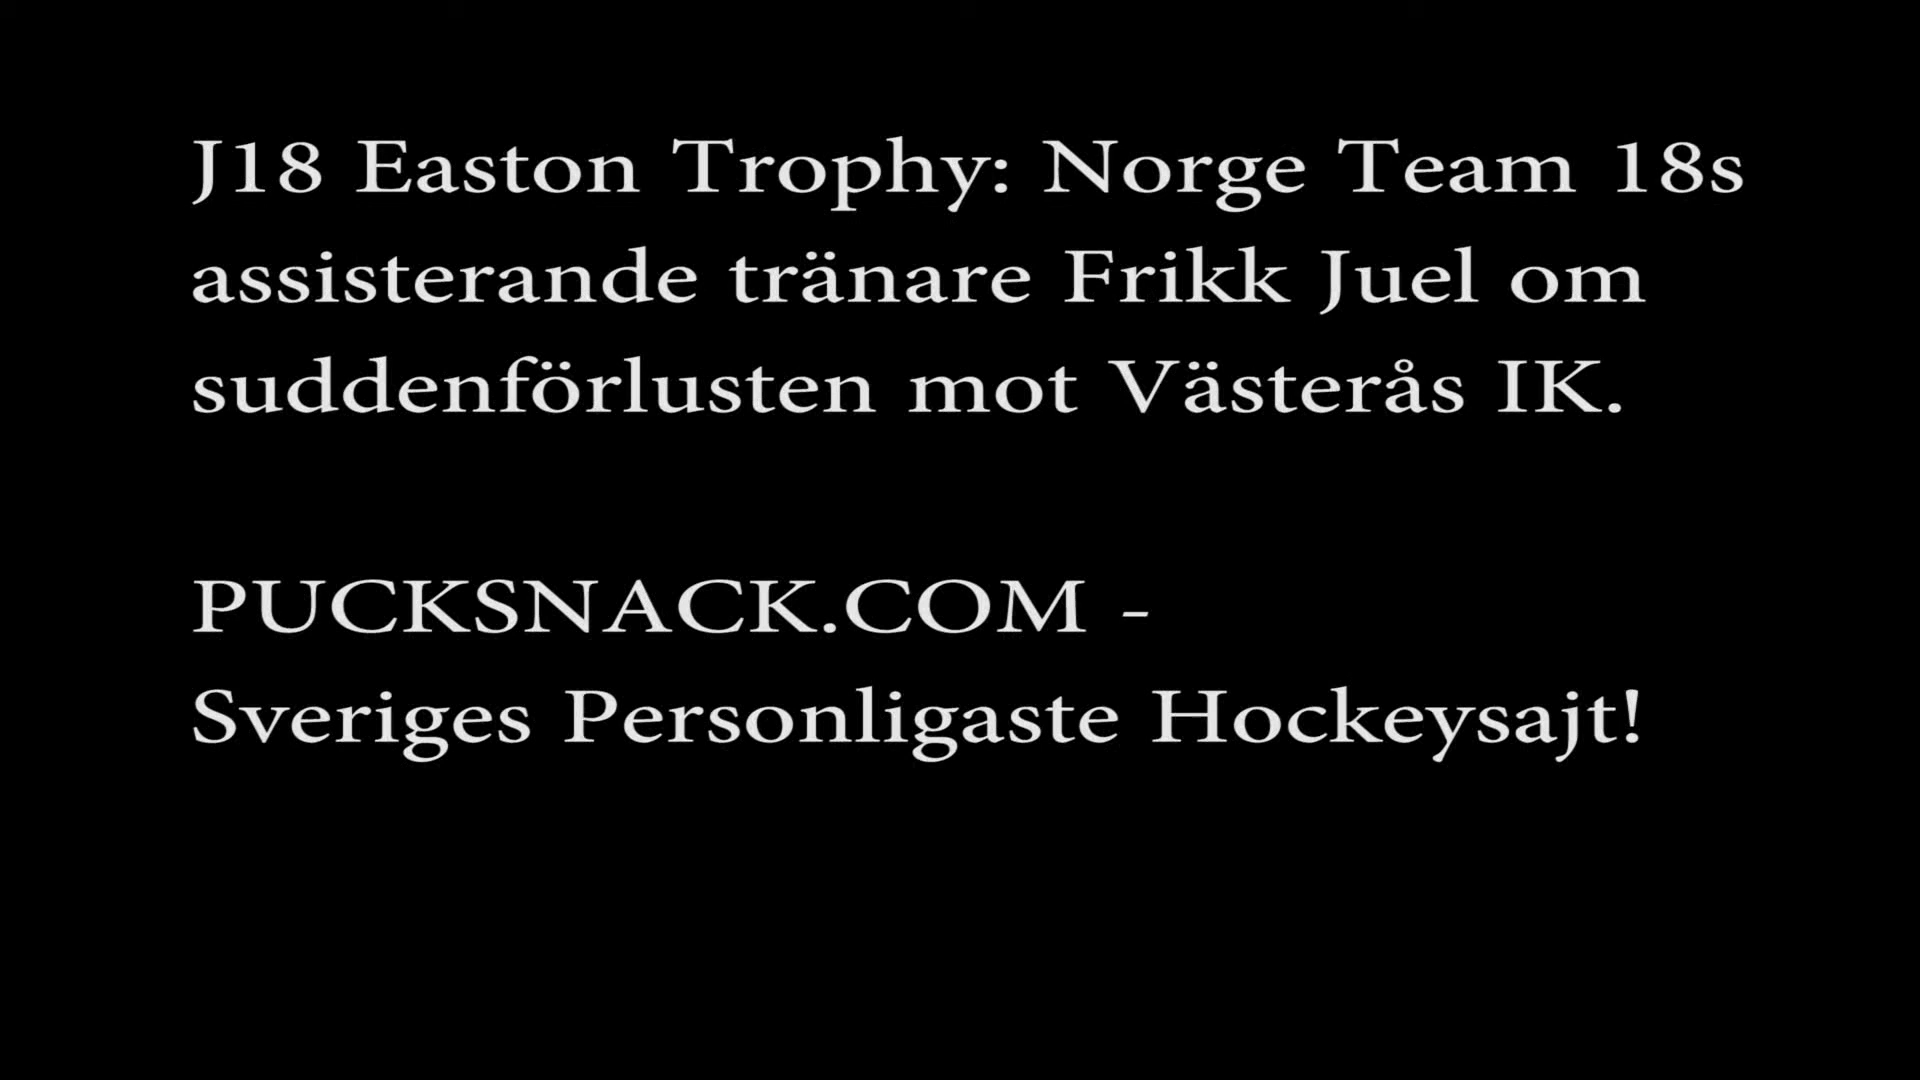 J18 Easton Trophy: Norge Team 18s
assisterande tränare Frikk Juel om
suddenförlusten mot Västerås IK.
PUCKSNACK.COM -
Sveriges Personligaste Hockeysajt!